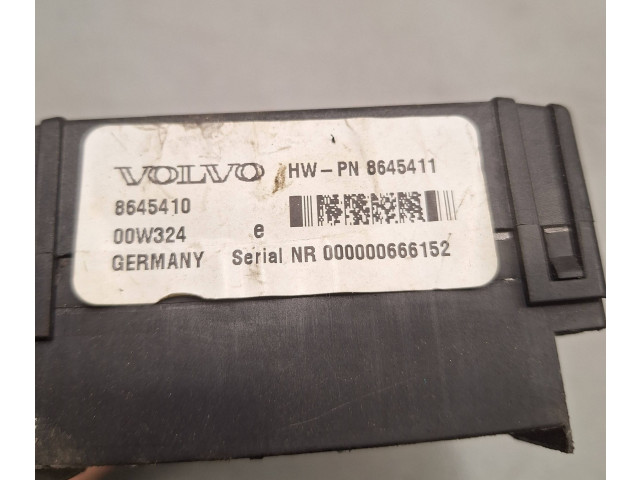 VOLVO HW-PN 8645411
8645410
00W324 e
GERMANY Serial NR 000000666152